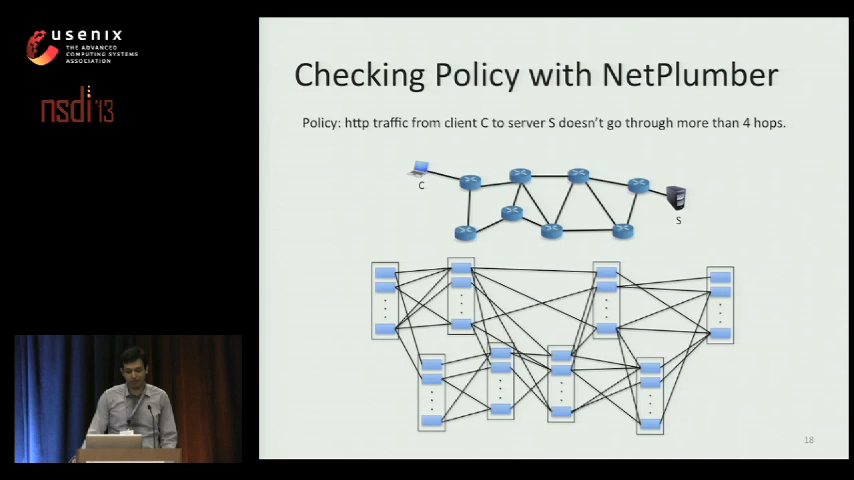 usenix
THE ADVANCED
COMPUTING SYSTEMS
ASSOCIATION
nsdi '13
Checking Policy with NetPlumber
Policy: http traffic from client C to server S doesn't go through more than 4 hops.
C
S
18